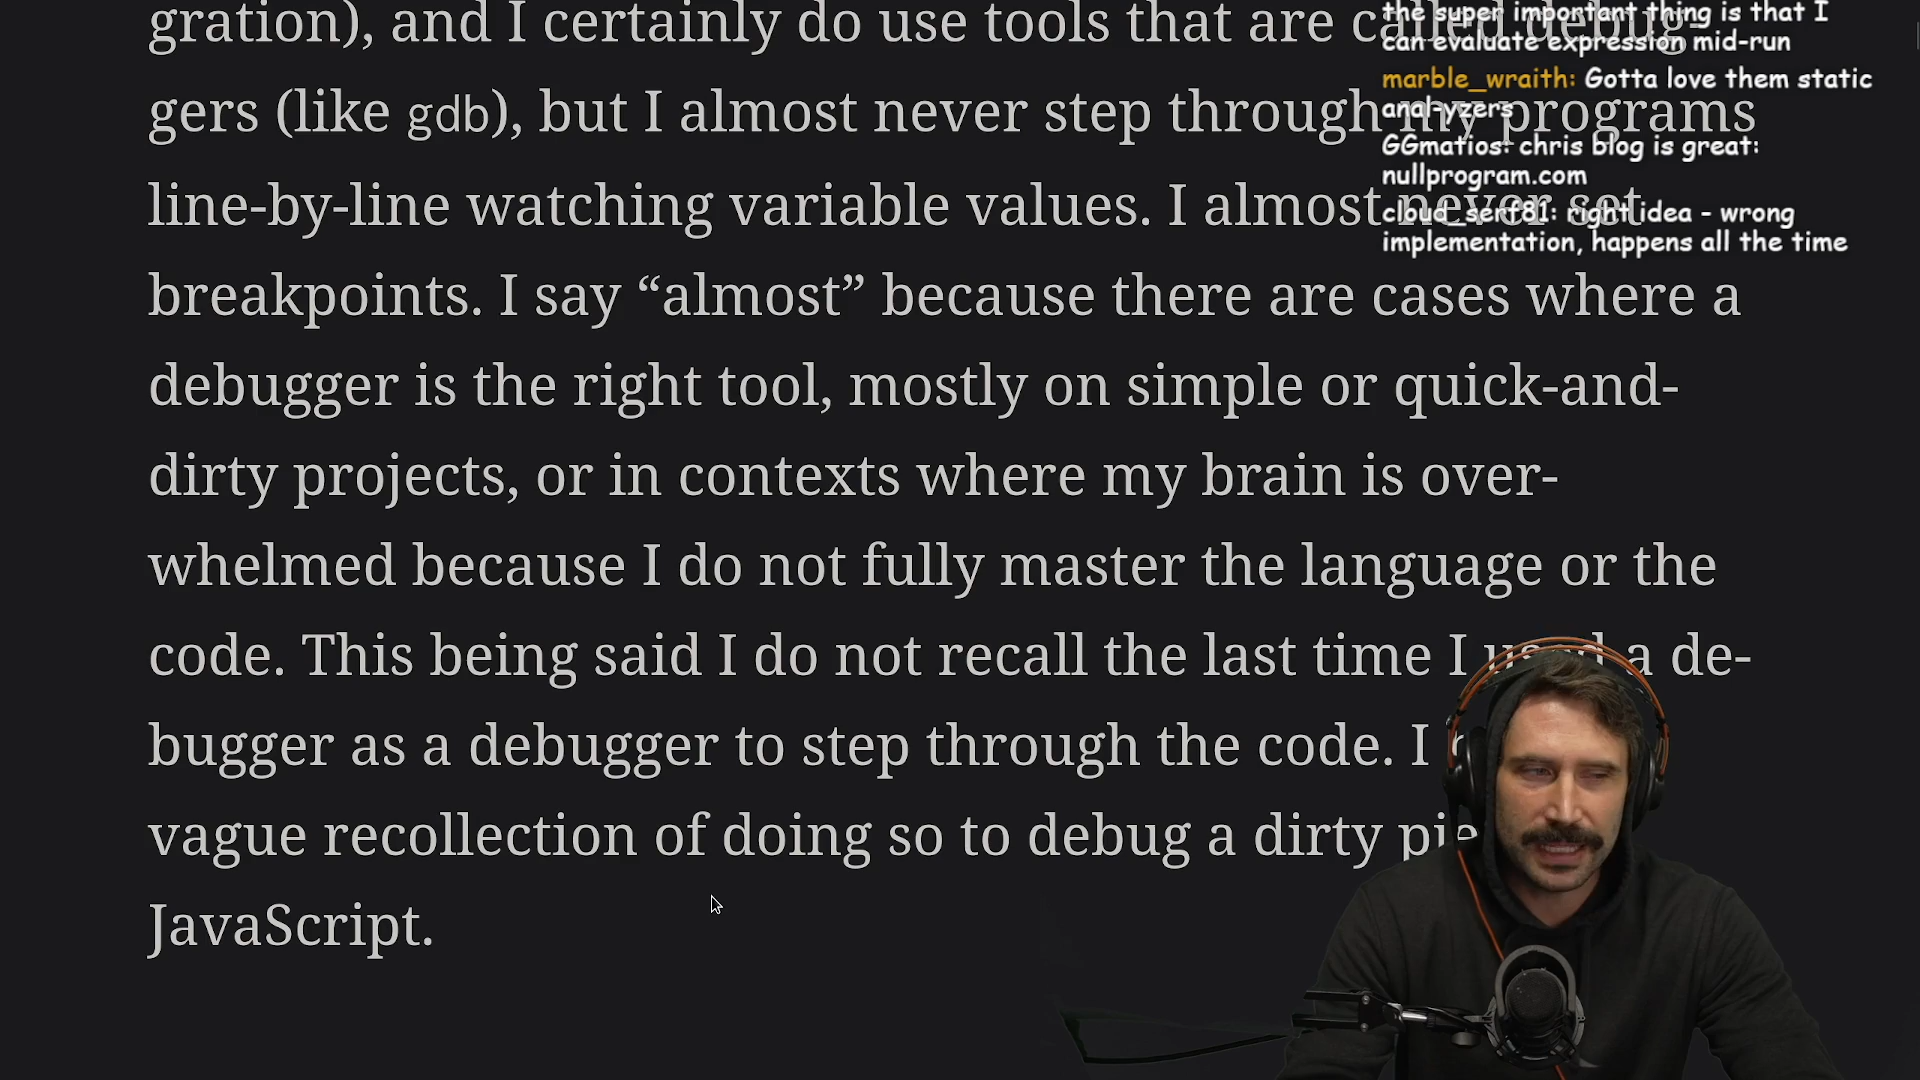 gration), and I certainly do use tools that are called debug-
gers (like gdb), but I almost never step through my programs
line-by-line watching variable values. I almost never set
breakpoints. I say “almost” because there are cases where a
debugger is the right tool, mostly on simple or quick-and-
dirty projects, or in contexts where my brain is over-
whelmed because I do not fully master the language or the
code. This being said I do not recall the last time I used a de-
bugger as a debugger to step through the code. I
vague recollection of doing so to debug a dirty
JavaScript.
the super important thing is that I
can evaluate expression mid-run
marble_wraith: Gotta love them static
anal-yzers
GGmatios: chris blog is great:
nullprogram.com
cloud_serf81: right idea - wrong
implementation, happens all the time